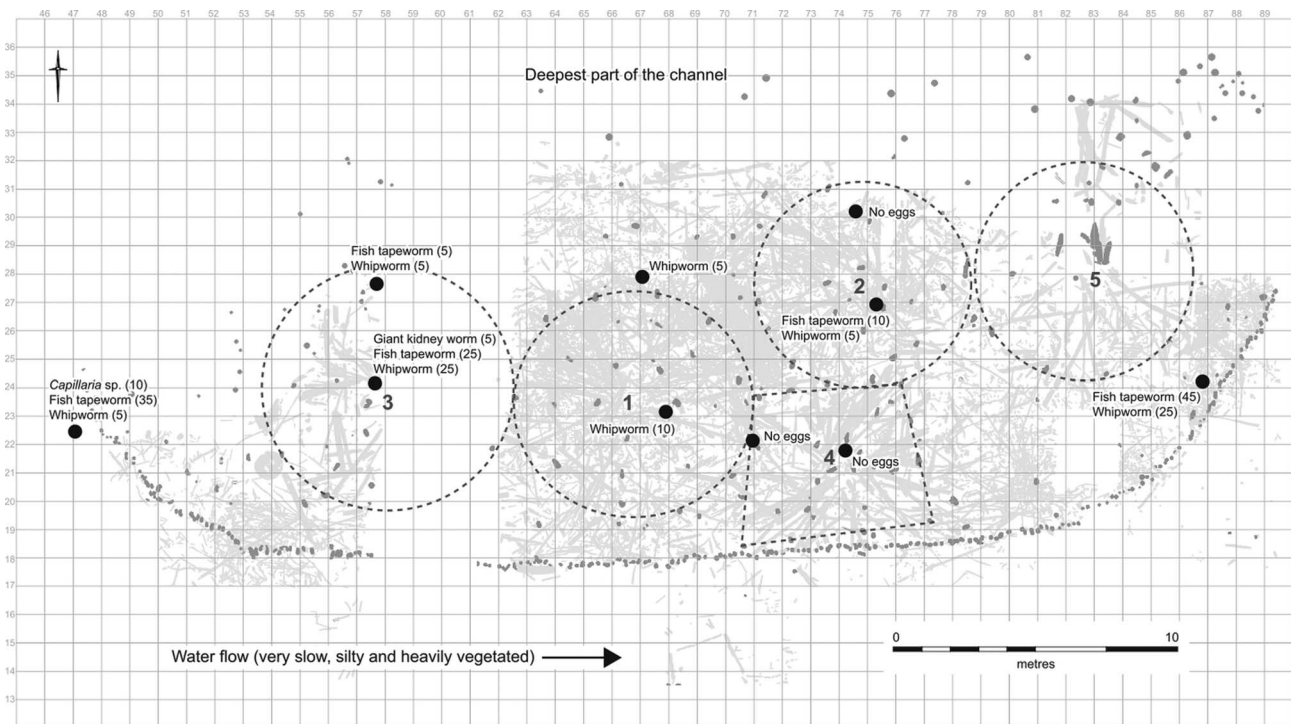 46 47 48 49 50 51 52 53 54 55 56 57 58 59 60 61 62 63 64 65 66 67 68 69 70 71 72 73 74 75 76 77 78 79 80 81 82 83 84 85 86 87 88 89
36
35
34
33
32
31
30
29
28
27
26
25
24
23
22
21
20
19
18
17
16
15
14
13
Deepest part of the channel
No eggs
Fish tapeworm (5)
Whipworm (5)
Whipworm (5)
2
5
Fish tapeworm (10)
Whipworm (5)
Giant kidney worm (5)
Fish tapeworm (25)
Whipworm (25)
3
Capillaria sp. (10)
Fish tapeworm (35)
Whipworm (5)
1
Whipworm (10)
Fish tapeworm (45)
Whipworm (25)
No eggs
4
No eggs
Water flow (very slow, silty and heavily vegetated)
0 10
metres